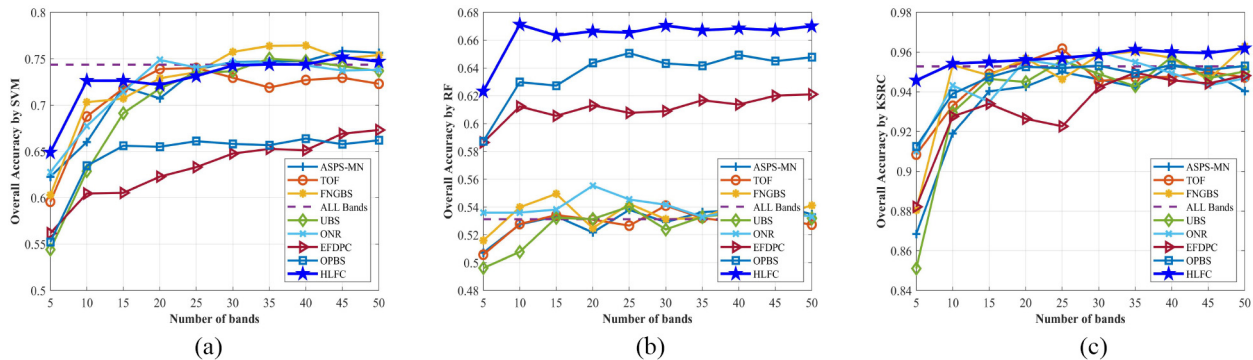 Overall Accuracy by SVM
0.8
0.75
0.7
0.65
0.6
0.55
0.5
5 10 15 20 25 30 35 40 45 50
Number of bands
ASPS-MN
TOF
FNGBS
ALL Bands
UBS
ONR
EFDPC
OPBS
HLFC
(a)
Overall Accuracy by RF
0.68
0.66
0.64
0.62
0.6
0.58
0.56
0.54
0.52
0.5
0.48
5 10 15 20 25 30 35 40 45 50
Number of bands
ASPS-MN
TOF
FNGBS
ALL Bands
UBS
ONR
EFDPC
OPBS
HLFC
(b)
Overall Accuracy by KSRC
0.98
0.96
0.94
0.92
0.9
0.88
0.86
0.84
5 10 15 20 25 30 35 40 45 50
Number of bands
ASPS-MN
TOF
FNGBS
ALL Bands
UBS
ONR
EFDPC
OPBS
HLFC
(c)